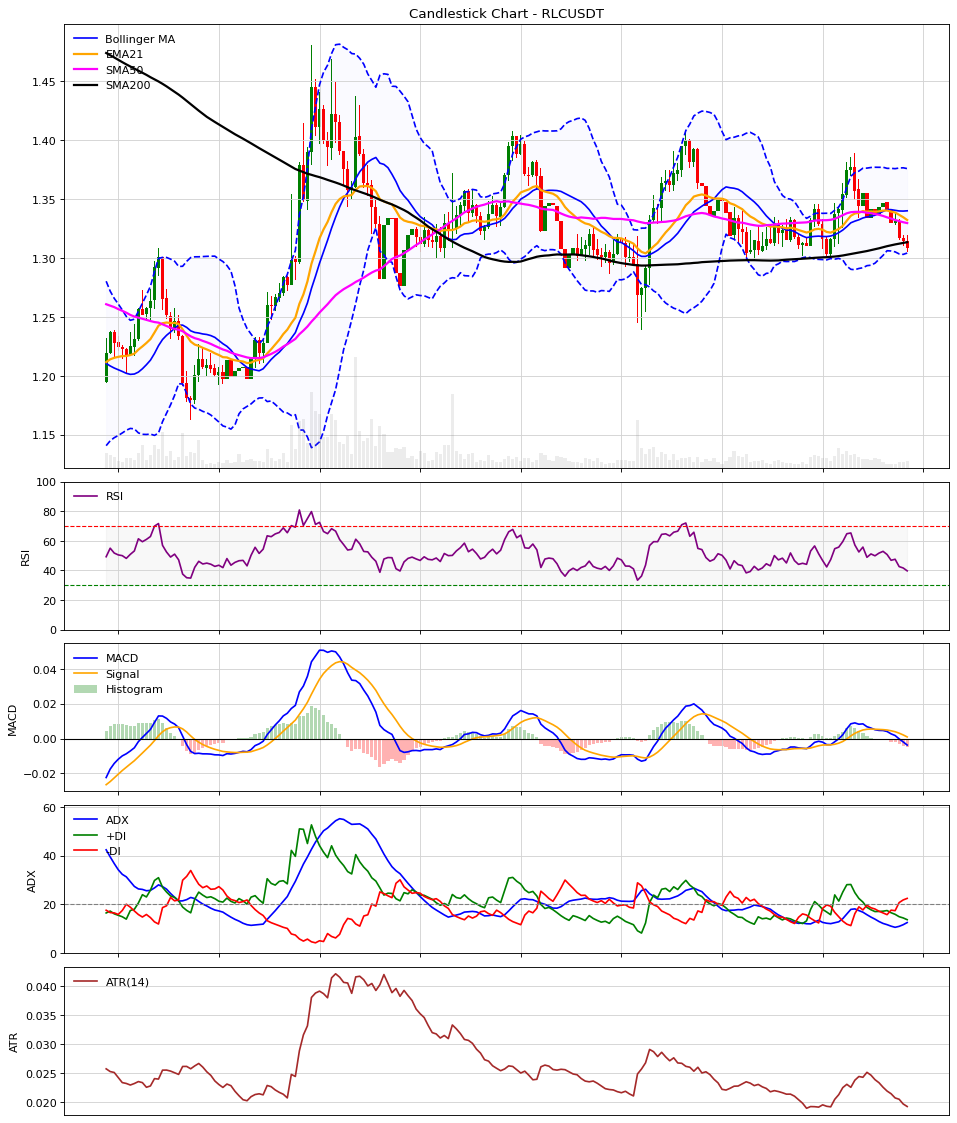 Candlestick Chart - RLCUSDT
Bollinger MA
EMA21
SMA50
SMA200
1.45
1.40
1.35
1.30
1.25
1.20
1.15
RSI
RSI
100
80
60
40
20
0
MACD
MACD
Signal
Histogram
0.04
0.02
0.00
−0.02
ADX
ADX
+DI
-DI
60
40
20
0
ATR
ATR(14)
0.040
0.035
0.030
0.025
0.020